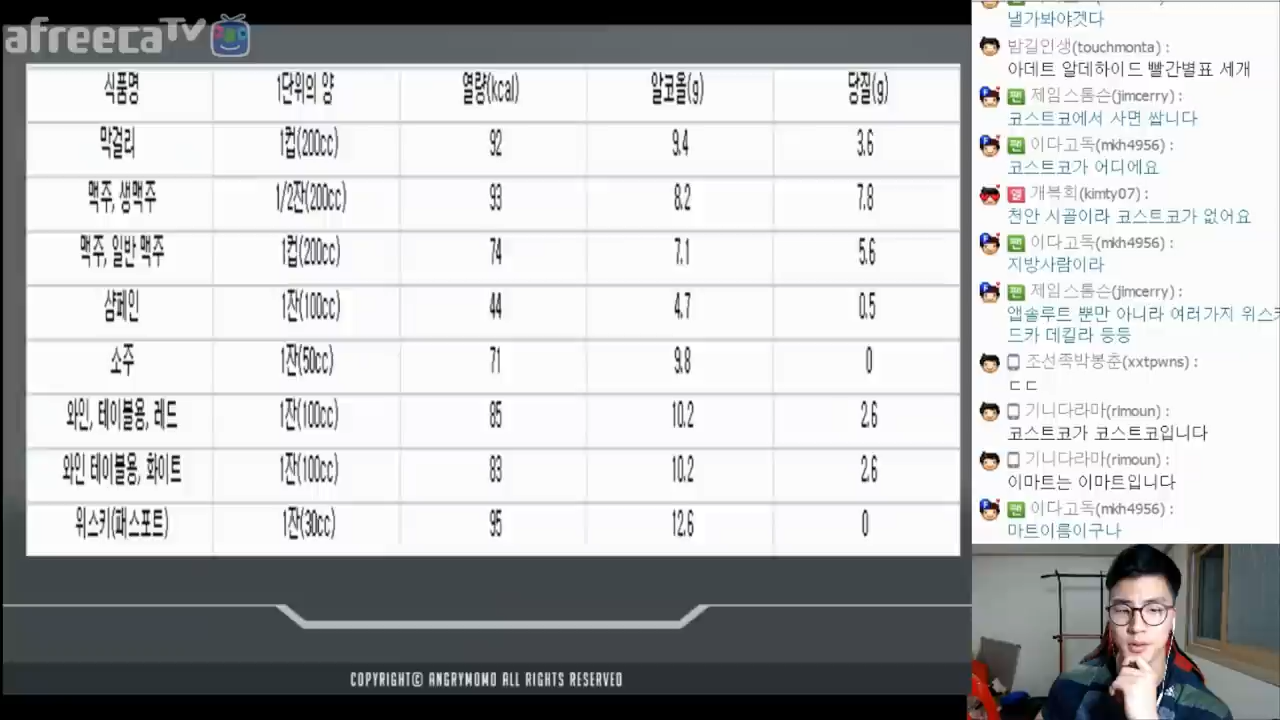 afreecaTV
식품명 1단위의 양 열량(kcal) 알코올(g) 당질(g)
막걸리 1컵(200cc) 92 9.4 3.6
맥주, 생맥주 1/2잔(200cc) 93 8.2 7.8
맥주, 일반 맥주 1컵(200cc) 74 7.1 5.6
샴페인 1잔(100cc) 44 4.7 0.5
소주 1잔(50cc) 71 9.8 0
와인, 테이블용, 레드 1잔(100cc) 85 10.2 2.6
와인 테이블용, 화이트 1잔(100cc) 83 10.2 2.6
위스키(패스포트) 1잔(30cc) 95 12.6 0
COPYRIGHT© ANGRYMOMO ALL RIGHTS RESERVED
낼가봐야겟다
밤길인생(touchmonta) :
아데트 알데하이드 빨간별표 세개
팬 제임스톰슨(jimcerry) :
코스트코에서 사면 쌉니다
팬 이다고독(mkh4956) :
코스트코가 어디에요
열 개복회(kimty07) :
천안 시골이라 코스트코가 없어요
팬 이다고독(mkh4956) :
지방사람이라
팬 제임스톰슨(jimcerry) :
앱솔루트 뿐만 아니라 여러가지 위스키
드카 데킬라 등등
조선족박봉춘(xxtpwns) :
ㄷㄷ
기니다라마(rimoun) :
코스트코가 코스트코입니다
기니다라마(rimoun) :
이마트는 이마트입니다
팬 이다고독(mkh4956) :
마트이름이구나